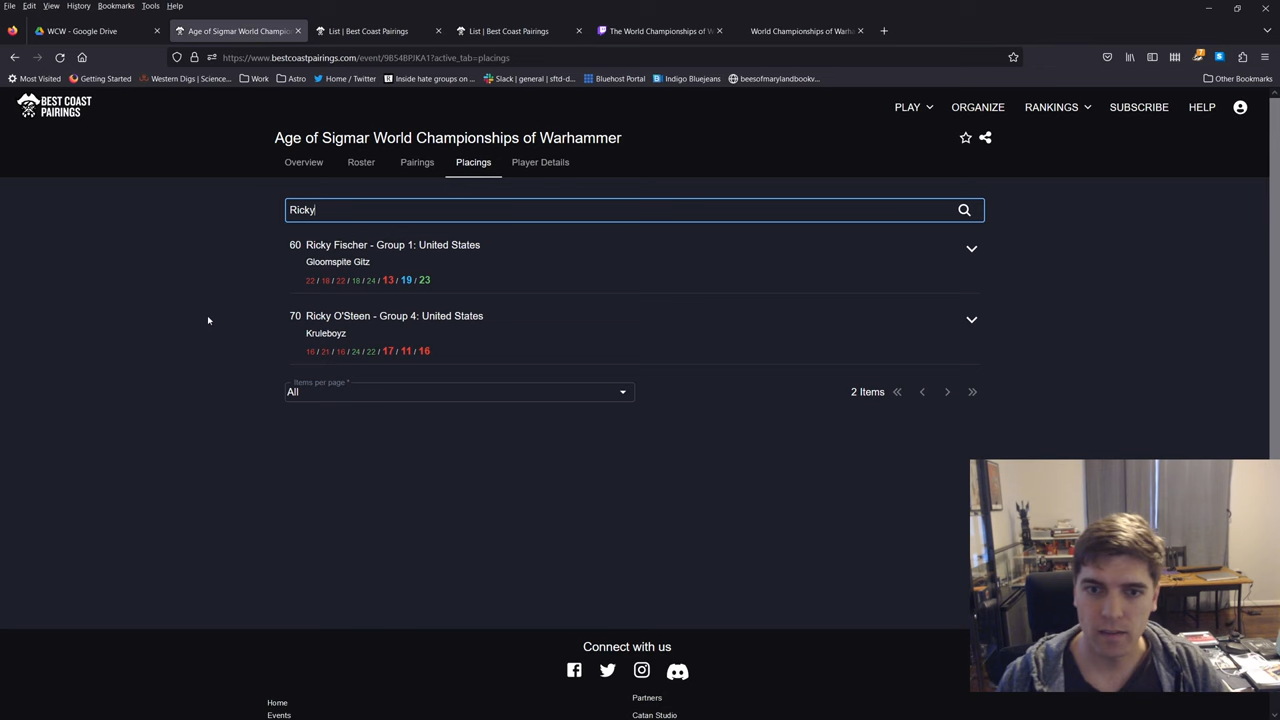 File Edit View History Bookmarks Tools Help
WCW - Google Drive
Age of Sigmar World Champio
List | Best Coast Pairings
List | Best Coast Pairings
The World Championships of W
World Championships of Warha
https://www.bestcoastpairings.com/event/9B54BPJKA1?active_tab=placings
Most Visited Getting Started Western Digs | Science... Work Astro Home / Twitter Inside hate groups on ... Slack | general | sftd-d... Bluehost Portal Indigo Bluejeans beesofmarylandbookv... Other Bookmarks
BEST COAST
PAIRINGS
PLAY ORGANIZE RANKINGS SUBSCRIBE HELP
Age of Sigmar World Championships of Warhammer
Overview Roster Pairings Placings Player Details
Ricky
60 Ricky Fischer - Group 1: United States
Gloomspite Gitz
22 / 18 / 22 / 18 / 24 / 13 / 19 / 23
70 Ricky O'Steen - Group 4: United States
Kruleboyz
16 / 21 / 16 / 24 / 22 / 17 / 11 / 16
Items per page *
All
2 Items
Connect with us
Home
Partners
Events
Catan Studio